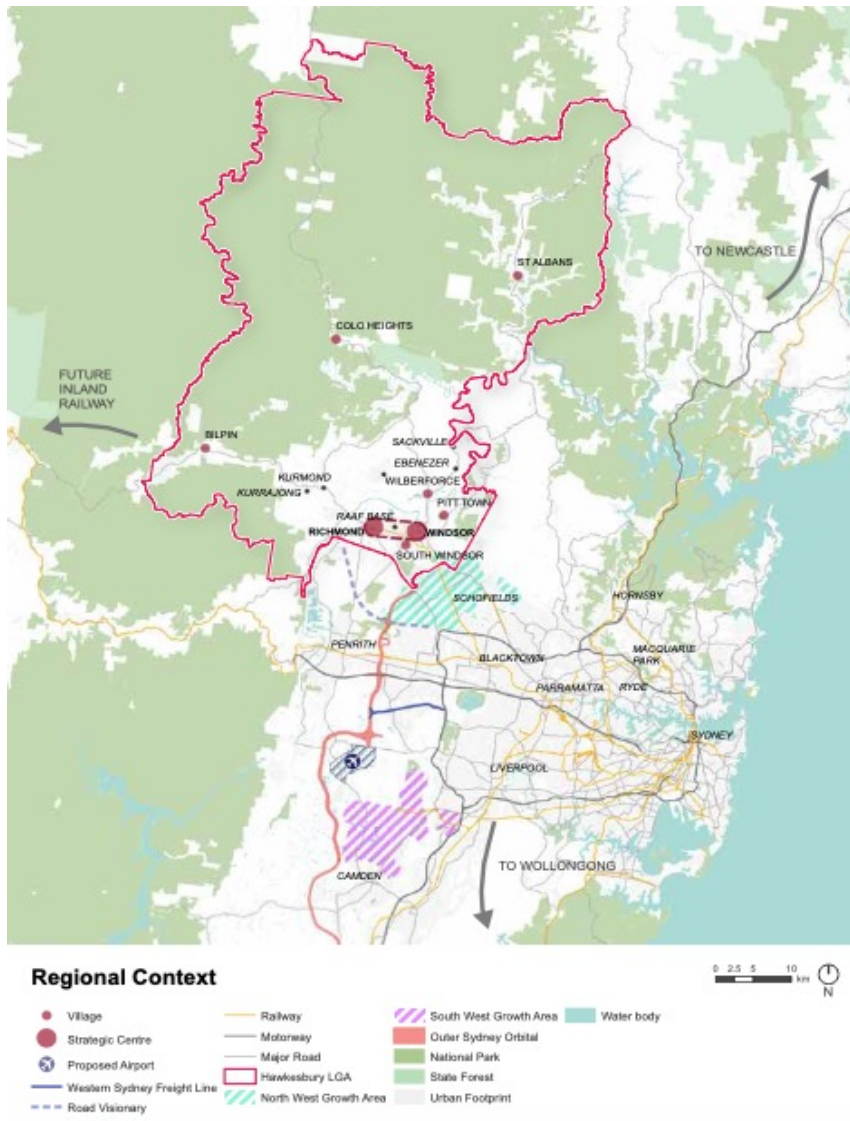 TO NEWCASTLE
ST ALBANS
COLO HEIGHTS
FUTURE
INLAND
RAILWAY
BILPIN
SACKVILLE
EBENEZER
KURMOND
WILBERFORCE
KURRAJONG
PITT TOWN
RAAF BASE
RICHMOND
WINDSOR
SOUTH WINDSOR
SCHOFIELDS
HORNSBY
PENRITH
BLACKTOWN
MACQUARIE
PARK
PARRAMATTA
RYDE
SYDNEY
LIVERPOOL
TO WOLLONGONG
CAMDEN
Regional Context
0 2.5 5 10
km
N
Village
Strategic Centre
Proposed Airport
Western Sydney Freight Line
Road Visionary
Railway
Motorway
Major Road
Hawkesbury LGA
North West Growth Area
South West Growth Area
Outer Sydney Orbital
National Park
State Forest
Urban Footprint
Water body